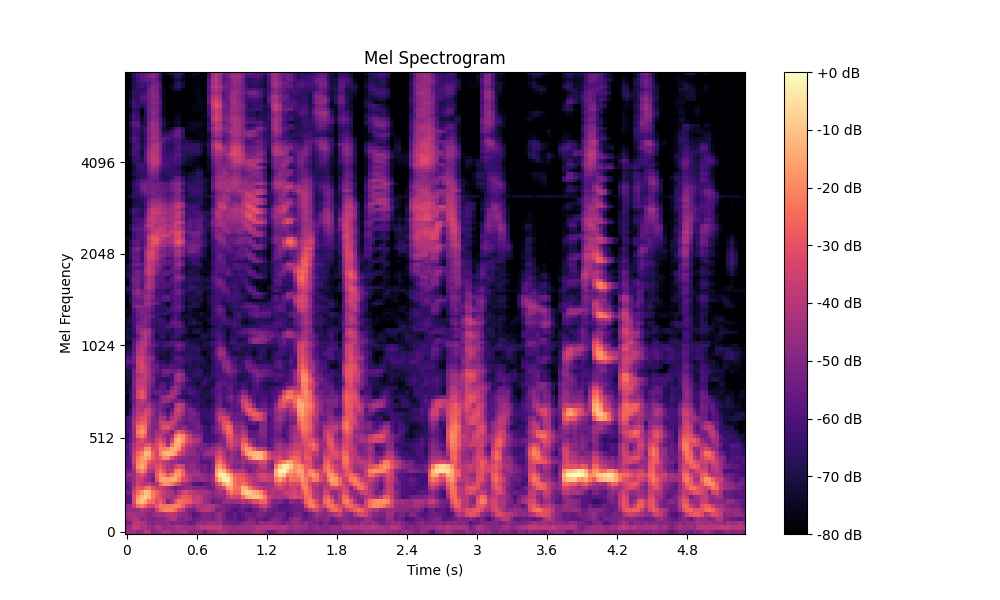 Mel Spectrogram
Mel Frequency
4096
2048
1024
512
0
0 0.6 1.2 1.8 2.4 3 3.6 4.2 4.8
Time (s)
+0 dB
-10 dB
-20 dB
-30 dB
-40 dB
-50 dB
-60 dB
-70 dB
-80 dB